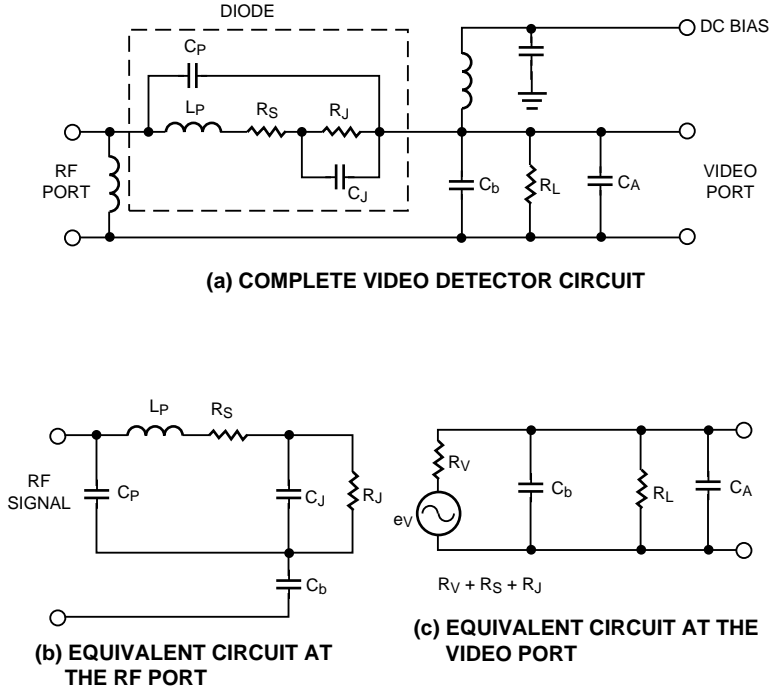 DIODE
DC BIAS
CP
LP
RS
RJ
CJ
RF
PORT
Cb
RL
CA
VIDEO
PORT
(a) COMPLETE VIDEO DETECTOR CIRCUIT
LP
RS
RF
SIGNAL
CP
CJ
RJ
Cb
(b) EQUIVALENT CIRCUIT AT
THE RF PORT
RV
eV
Cb
RL
CA
RV + RS + RJ
(c) EQUIVALENT CIRCUIT AT THE
VIDEO PORT